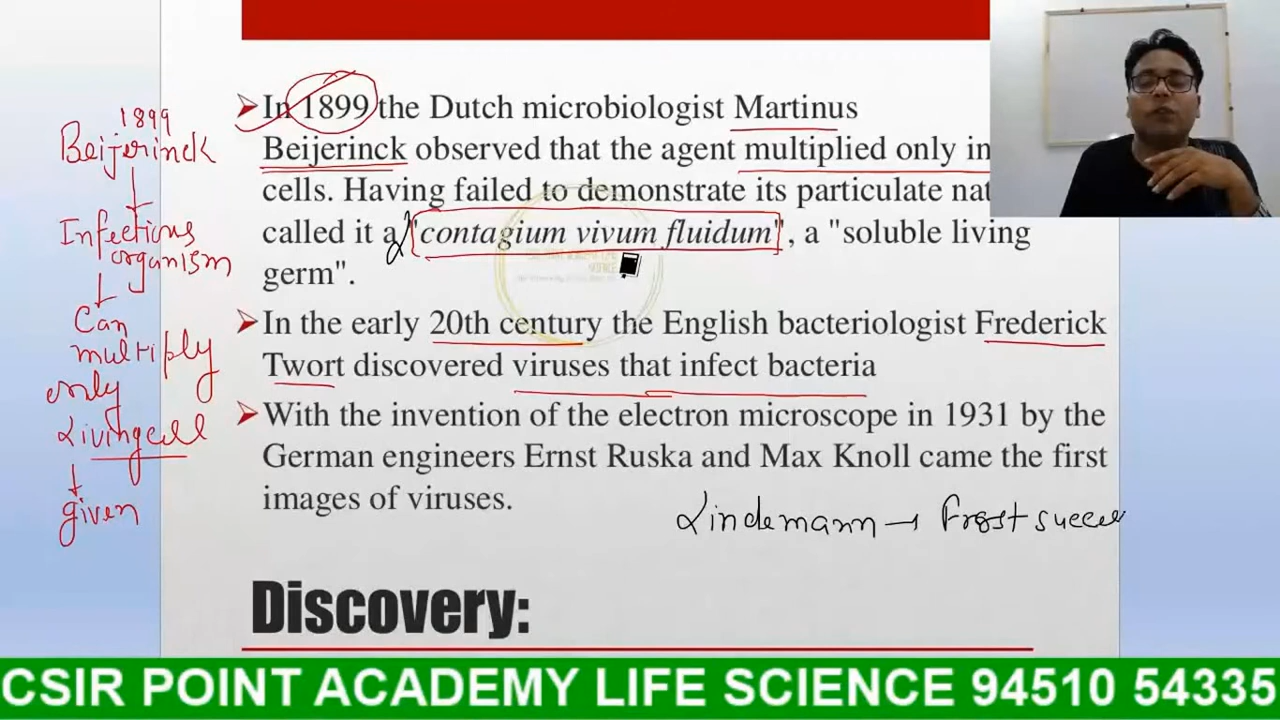 In 1899 the Dutch microbiologist Martinus
Beijerinck observed that the agent multiplied only in
cells. Having failed to demonstrate its particulate
called it a "contagium vivum fluidum", a "soluble living
germ".
In the early 20th century the English bacteriologist Frederick
Twort discovered viruses that infect bacteria
With the invention of the electron microscope in 1931 by the
German engineers Ernst Ruska and Max Knoll came the first
images of viruses.
1899
Beijerinck
Infectious
organism
Can
multiply
only
Living cell
given
Lindemann → 
Discovery:
CSIR POINT ACADEMY LIFE SCIENCE 94510 54335